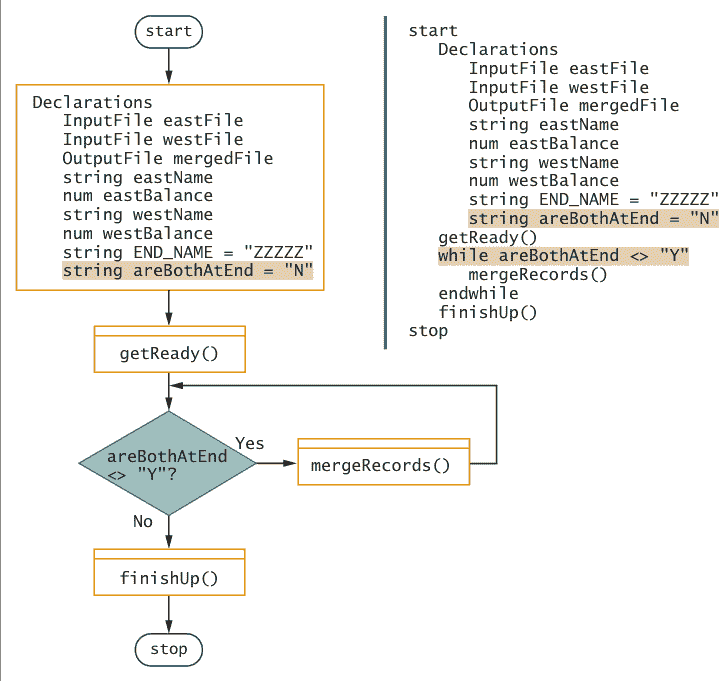 start
Declarations
InputFile eastFile
InputFile westFile
OutputFile mergedFile
string eastName
num eastBalance
string westName
num westBalance
string END_NAME = "ZZZZZ"
string areBothAtEnd = "N"
getReady()
areBothAtEnd
<> "Y"?
Yes
mergeRecords()
No
finishUp()
stop
start
Declarations
InputFile eastFile
InputFile westFile
OutputFile mergedFile
string eastName
num eastBalance
string westName
num westBalance
string END_NAME = "ZZZZZ"
string areBothAtEnd = "N"
getReady()
while areBothAtEnd <> "Y"
mergeRecords()
endwhile
finishUp()
stop